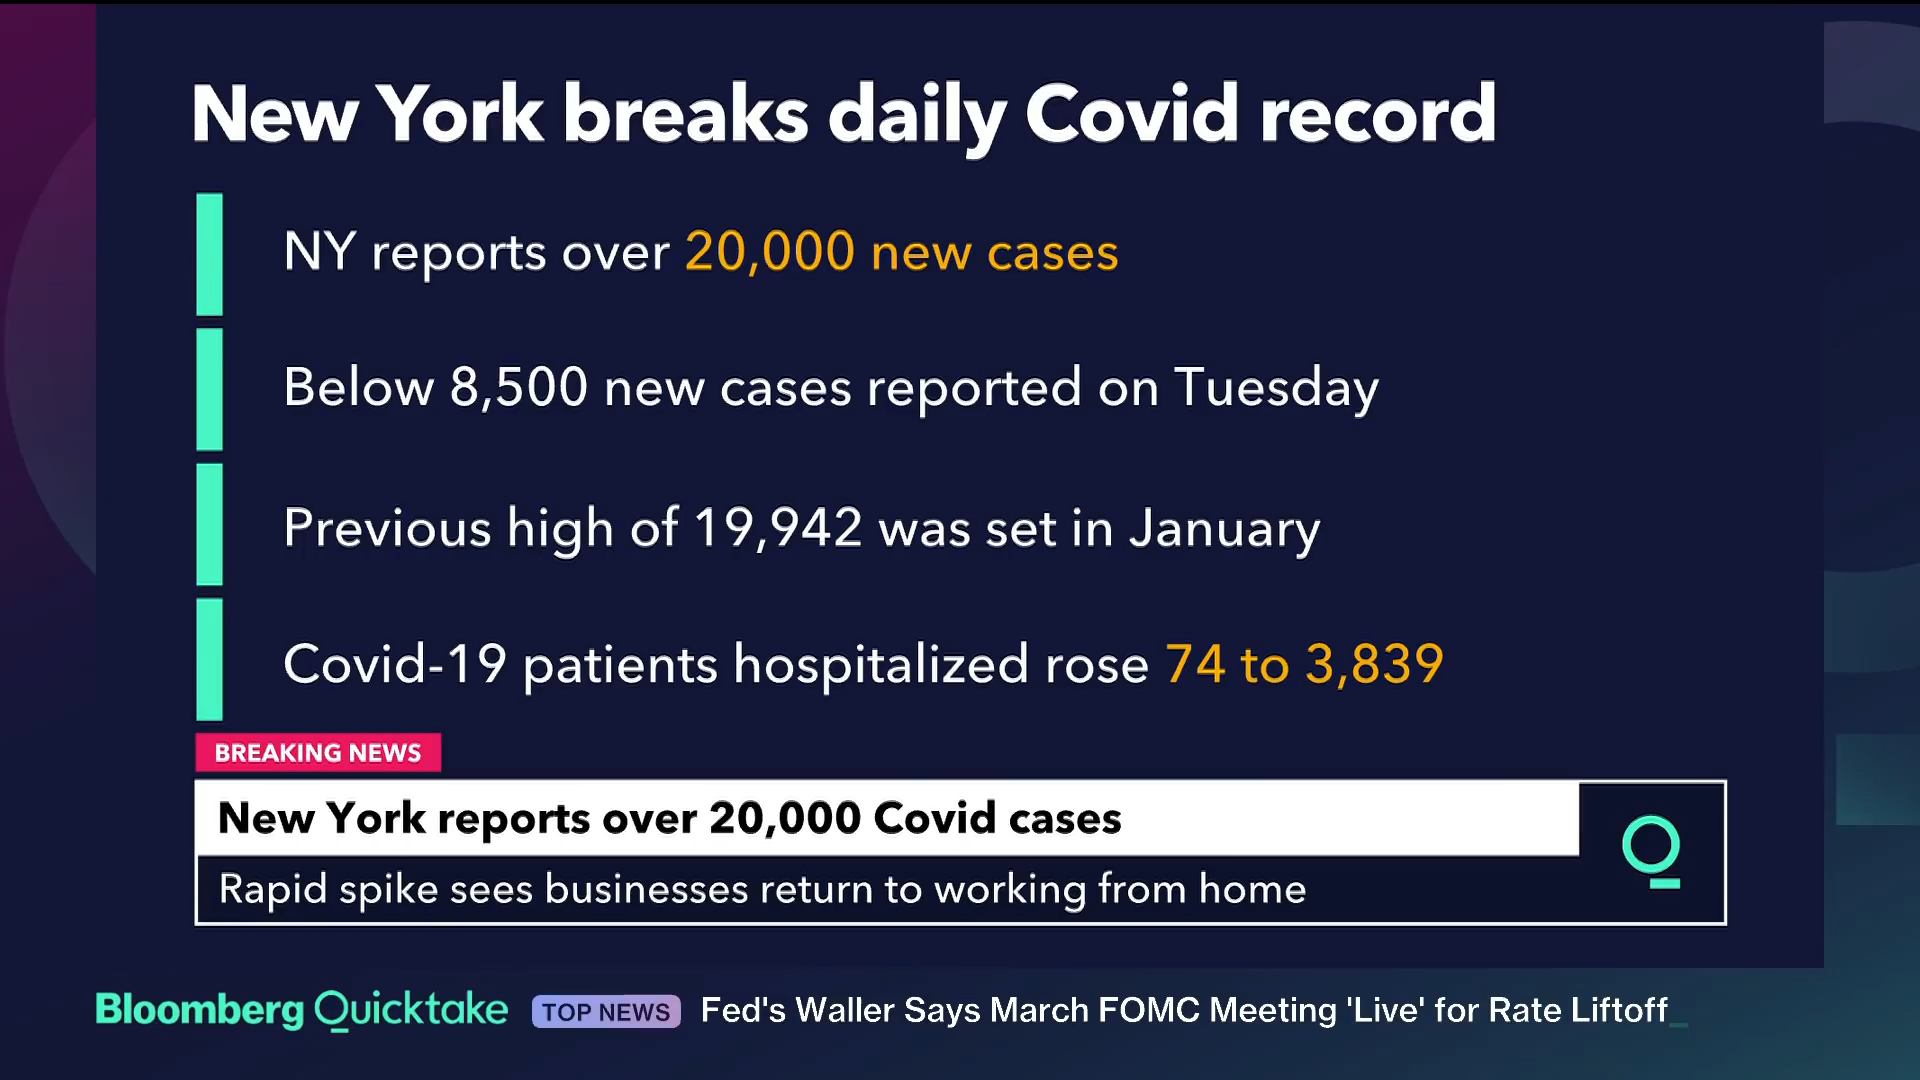 New York breaks daily Covid record
NY reports over 20,000 new cases
Below 8,500 new cases reported on Tuesday
Previous high of 19,942 was set in January
Covid-19 patients hospitalized rose 74 to 3,839
BREAKING NEWS
New York reports over 20,000 Covid cases
Rapid spike sees businesses return to working from home
Bloomberg Quicktake TOP NEWS Fed's Waller Says March FOMC Meeting 'Live' for Rate Liftoff_